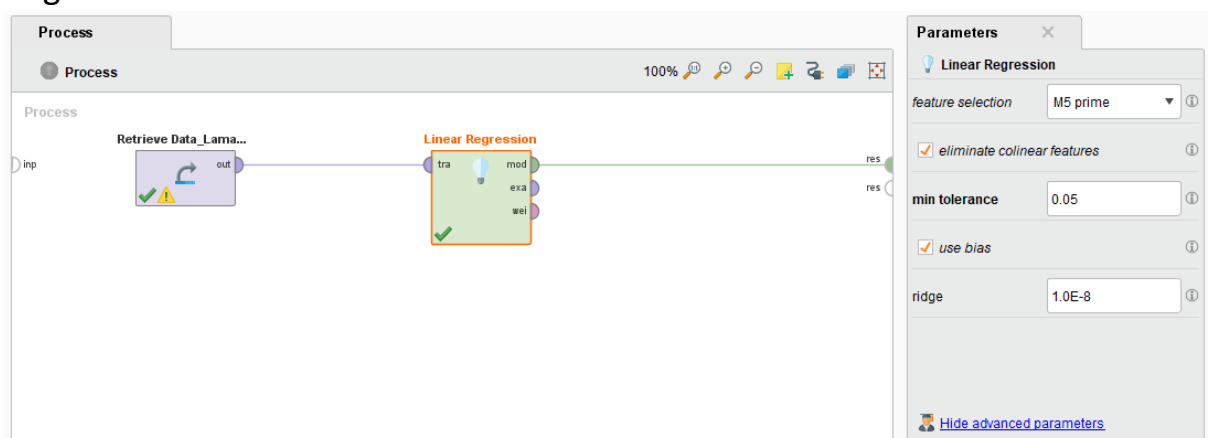 Process
Process
100%
Process
inp
Retrieve Data_Lama...
out
Linear Regression
tra
mod
exa
wei
res
res
Parameters
Linear Regression
feature selection
M5 prime
eliminate colinear features
min tolerance
0.05
use bias
ridge
1.0E-8
Hide advanced parameters